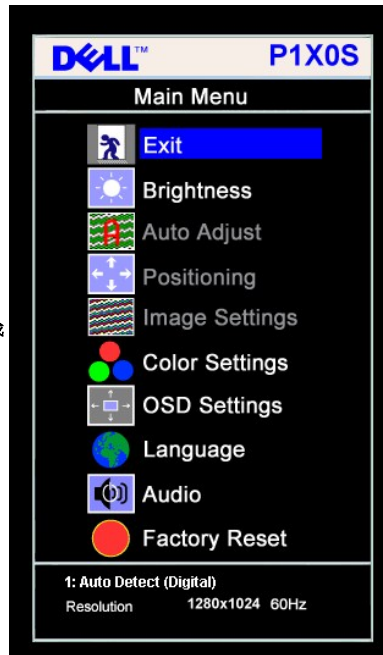 DELL™ P1X0S
Main Menu
Exit
Brightness
Auto Adjust
Positioning
Image Settings
Color Settings
OSD Settings
Language
Audio
Factory Reset
1: Auto Detect (Digital)
Resolution 1280x1024 60Hz